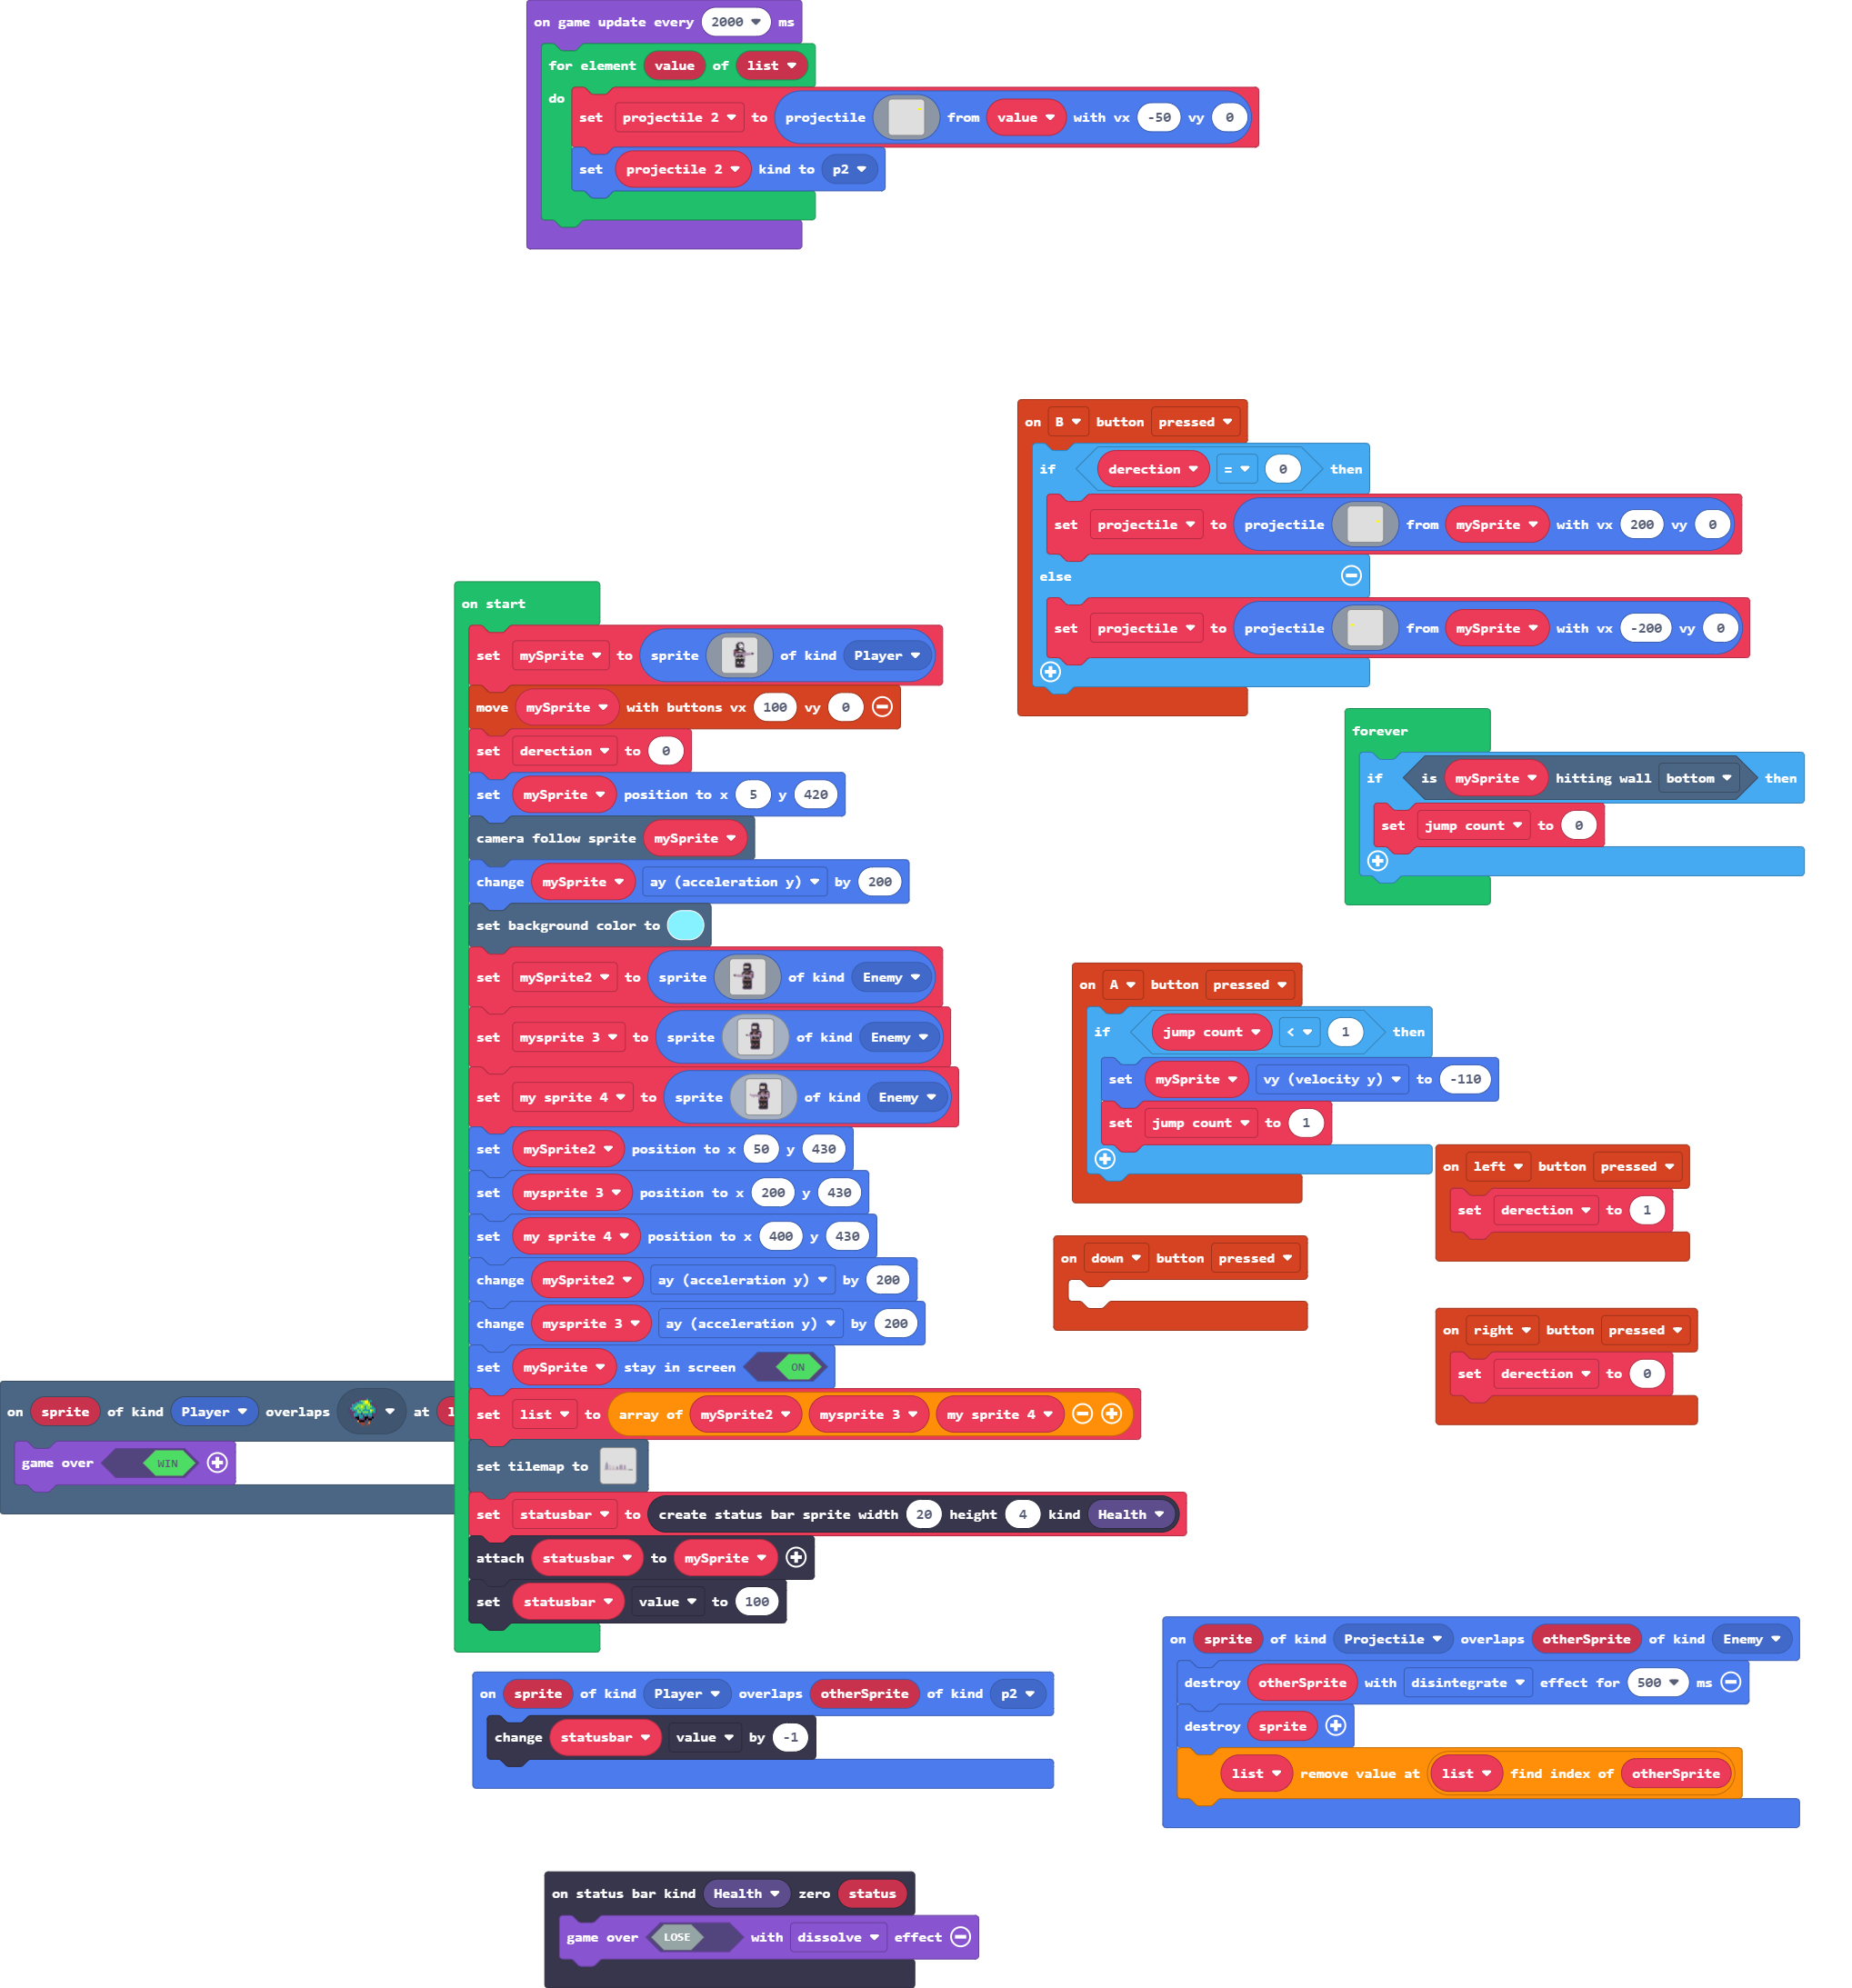 on game update every 2000 ms
for element value of list
do
set projectile 2 to projectile from value with vx -50 vy 0
set projectile 2 kind to p2
on B button pressed
if derection = 0 then
set projectile to projectile from mySprite with vx 200 vy 0
else
set projectile to projectile from mySprite with vx -200 vy 0
forever
if is mySprite hitting wall bottom then
set jump count to 0
on start
set mySprite to sprite of kind Player
move mySprite with buttons vx 100 vy 0
set derection to 0
set mySprite position to x 5 y 420
camera follow sprite mySprite
change mySprite ay (acceleration y) by 200
set background color to
set mySprite2 to sprite of kind Enemy
set mysprite 3 to sprite of kind Enemy
set my sprite 4 to sprite of kind Enemy
set mySprite2 position to x 50 y 430
set mysprite 3 position to x 200 y 430
set my sprite 4 position to x 400 y 430
change mySprite2 ay (acceleration y) by 200
change mysprite 3 ay (acceleration y) by 200
set mySprite stay in screen ON
set list to array of mySprite2 mysprite 3 my sprite 4
set tilemap to
set statusbar to create status bar sprite width 20 height 4 kind Health
attach statusbar to mySprite
set statusbar value to 100
on A button pressed
if jump count < 1 then
set mySprite vy (velocity y) to -110
set jump count to 1
on left button pressed
set derection to 1
on down button pressed
on right button pressed
set derection to 0
on sprite of kind Player overlaps at
game over WIN
on sprite of kind Projectile overlaps otherSprite of kind Enemy
destroy otherSprite with disintegrate effect for 500 ms
destroy sprite
list remove value at list find index of otherSprite
on sprite of kind Player overlaps otherSprite of kind p2
change statusbar value by -1
on status bar kind Health zero status
game over LOSE with dissolve effect